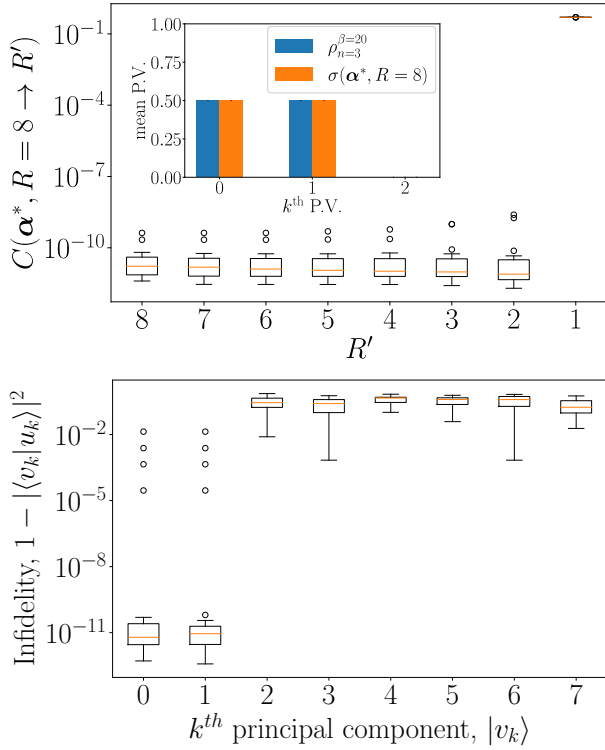 C(α*, R = 8 → R′)
10⁻¹
10⁻⁴
10⁻⁷
10⁻¹⁰
mean P.V.
1.00
0.75
0.50
0.25
0.00
ρ_{n=3}^{β=20}
σ(α*, R = 8)
0 1 2
kᵗʰ P.V.
8 7 6 5 4 3 2 1
R′
Infidelity, 1 − |⟨v_k|u_k⟩|²
10⁻²
10⁻⁵
10⁻⁸
10⁻¹¹
0 1 2 3 4 5 6 7
kᵗʰ principal component, |v_k⟩